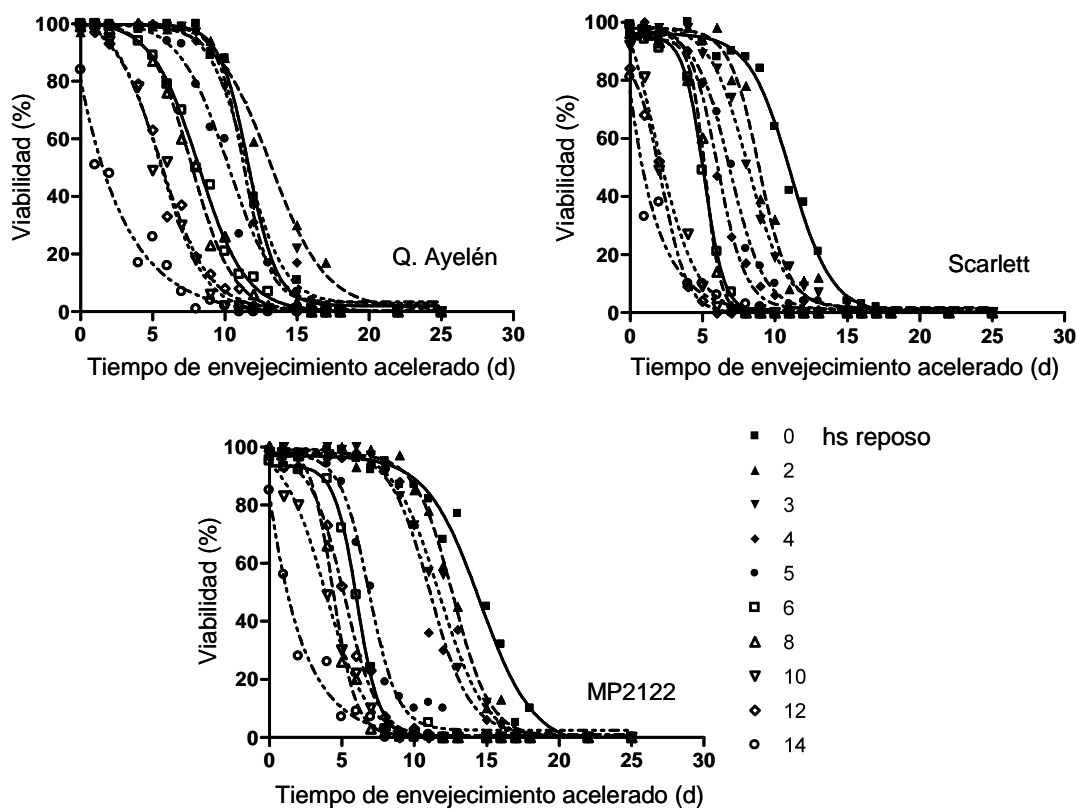 100
80
60
40
20
0
0 5 10 15 20 25 30
Viabilidad (%)
Q. Ayelén
Tiempo de envejecimiento acelerado (d)
100
80
60
40
20
0
0 5 10 15 20 25 30
Viabilidad (%)
Scarlett
Tiempo de envejecimiento acelerado (d)
100
80
60
40
20
0
0 5 10 15 20 25 30
Viabilidad (%)
MP2122
Tiempo de envejecimiento acelerado (d)
0 hs reposo
2
3
4
5
6
8
10
12
14